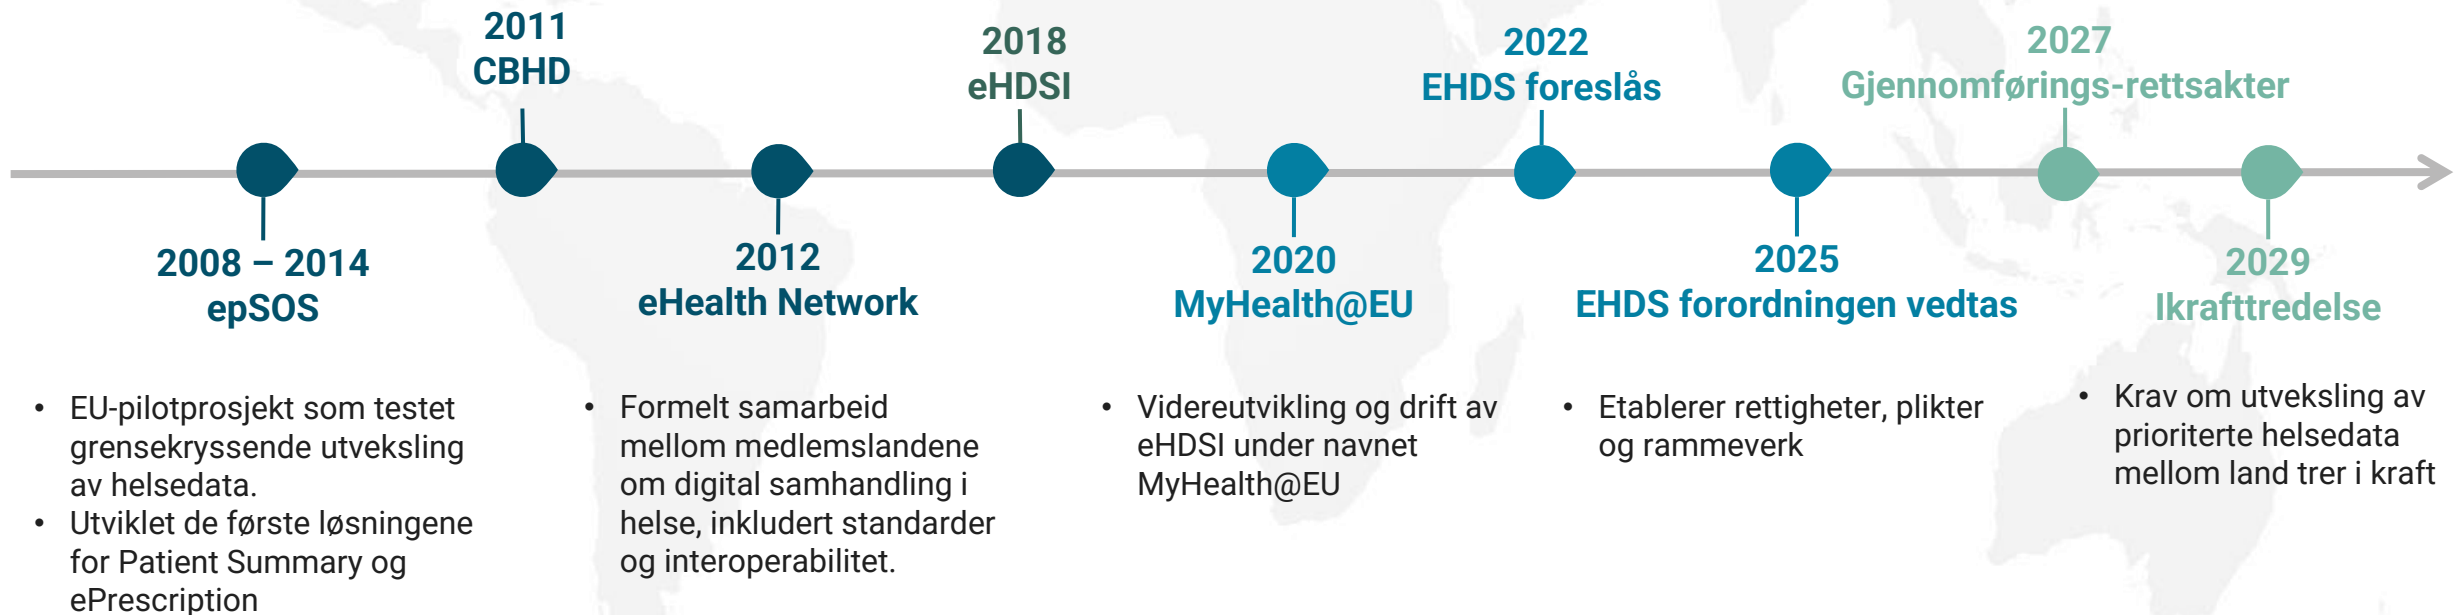 2011
CBHD
2018
eHDSI
2022
EHDS foreslås
2027
Gjennomførings-rettsakter
2008 – 2014
epSOS
2012
eHealth Network
2020
MyHealth@EU
2025
EHDS forordningen vedtas
2029
Ikrafttredelse
• EU-pilotprosjekt som testet
grensekryssende utveksling
av helsedata.
• Utviklet de første løsningene
for Patient Summary og
ePrescription
• Formelt samarbeid
mellom medlemslandene
om digital samhandling i
helse, inkludert standarder
og interoperabilitet.
• Videreutvikling og drift av
eHDSI under navnet
MyHealth@EU
• Etablerer rettigheter, plikter
og rammeverk
• Krav om utveksling av
prioriterte helsedata
mellom land trer i kraft